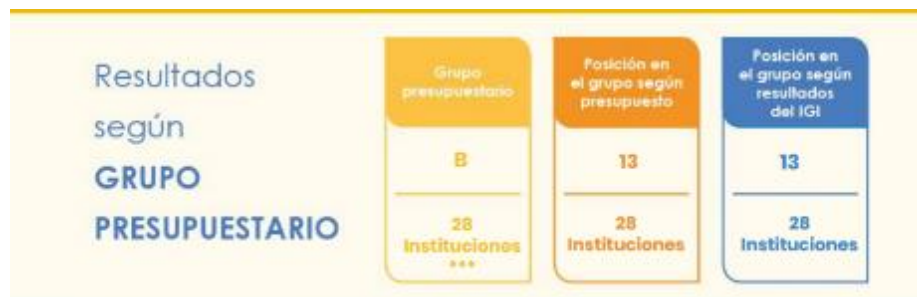 Resultados
según
GRUPO
PRESUPUESTARIO
Grupo
presupuestario
B
28
Instituciones
***
Posición en
el grupo según
presupuesto
13
28
Instituciones
Posición en
el grupo según
resultados
del IGI
13
28
Instituciones